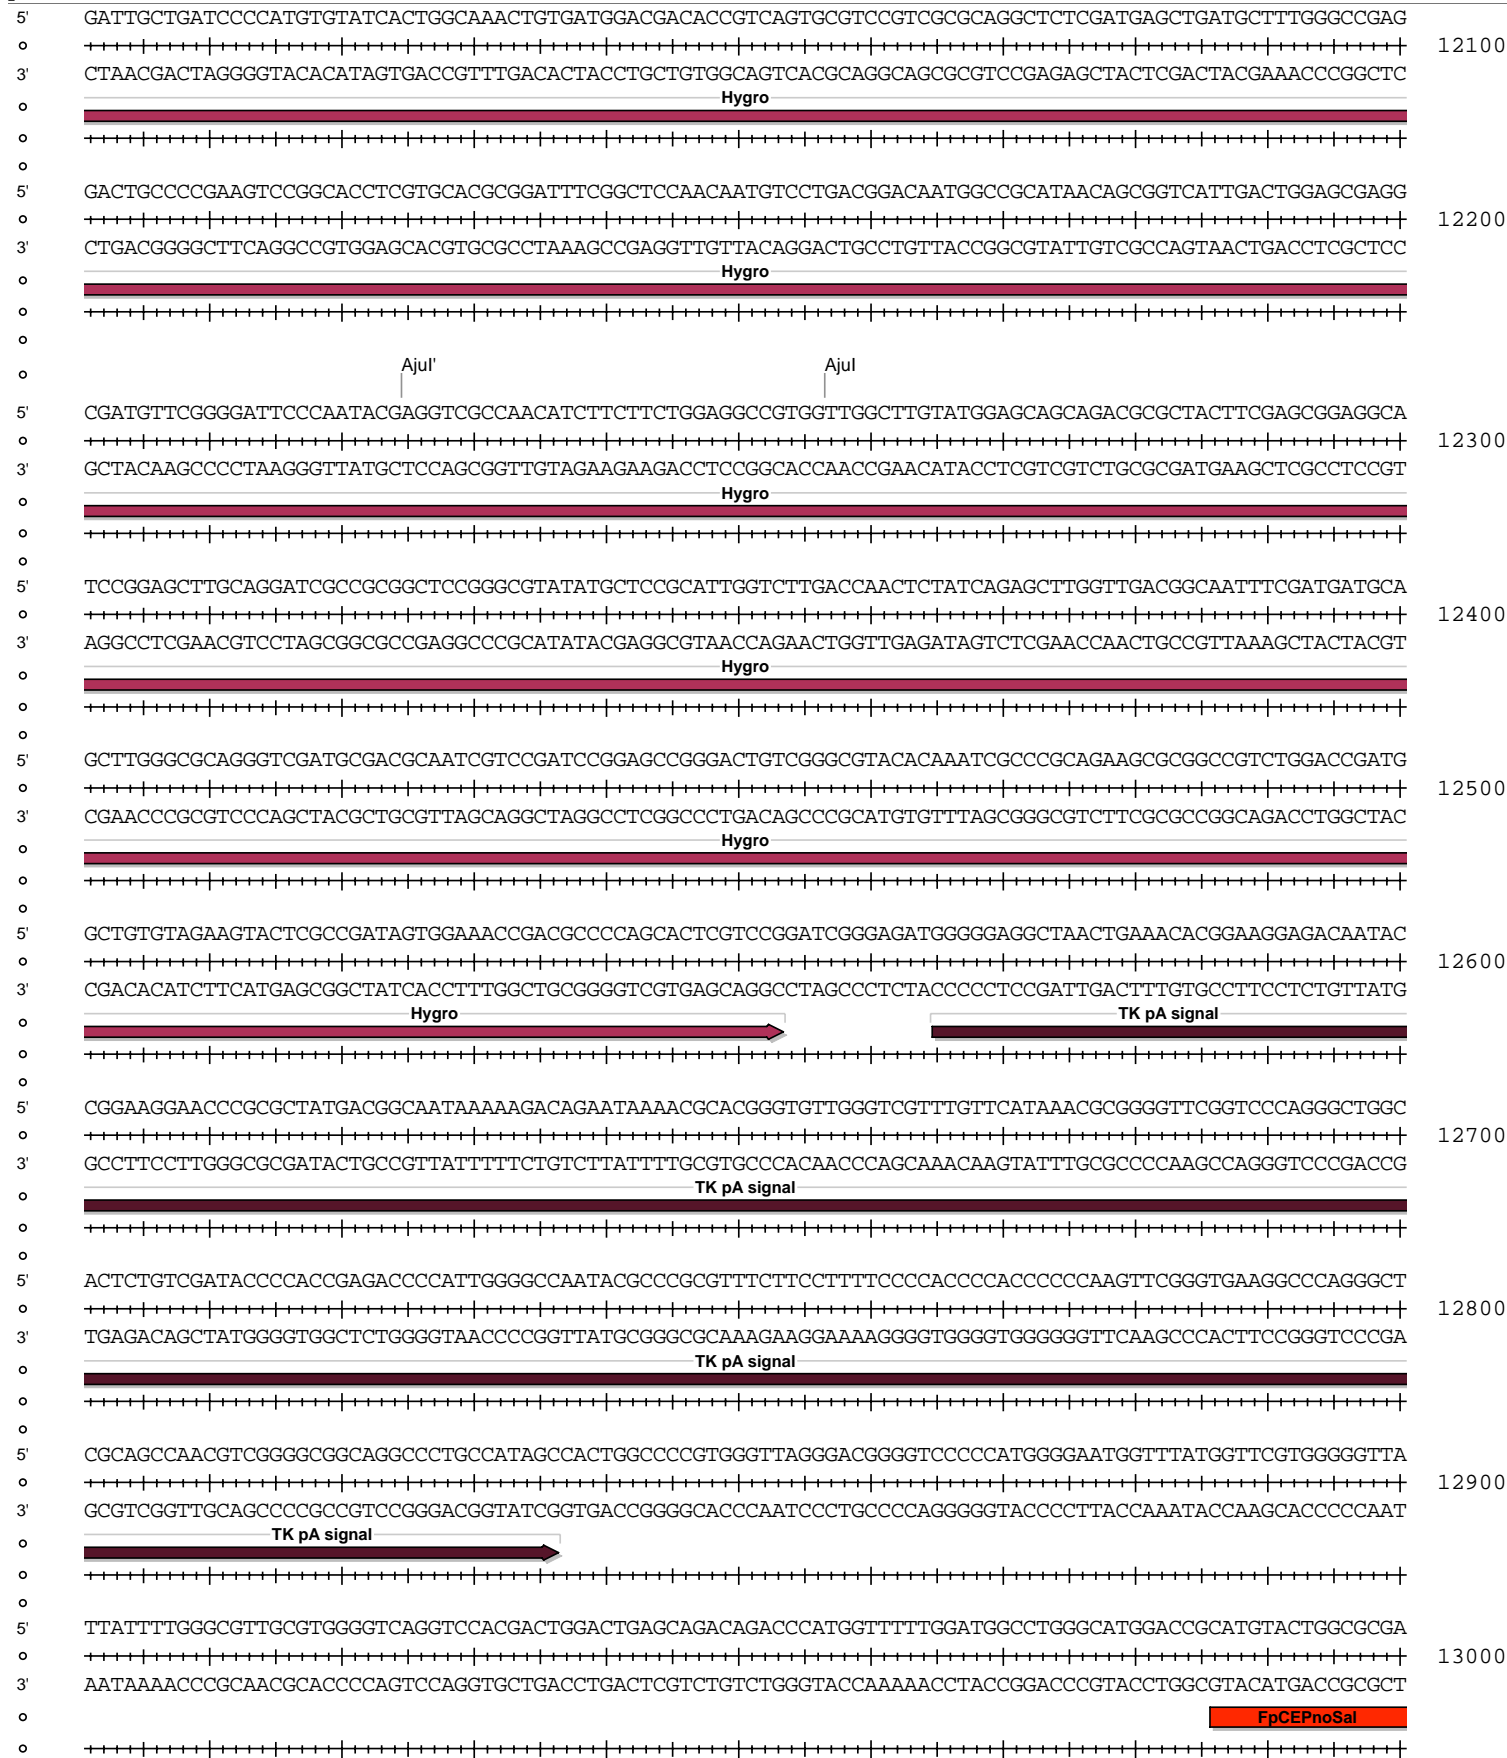 5' GATTGCTGATCCCCATGTGTATCACTGGCAAACTGTGATGGACGACACCGTCAGTGCGTCCGTCGCGCAGGCTCTCGATGAGCTGATGCTTTGGGCCGAG
12100
3' CTAACGACTAGGGGTACACATAGTGACCGTTTGACACTACCTGCTGTGGCAGTCACGCAGGCAGCGCGTCCGAGAGCTACTCGACTACGAAACCCGGCTC
Hygro
5' GACTGCCCCGAAGTCCGGCACCTCGTGCACGCGGATTTCGGCTCCAACAATGTCCTGACGGACAATGGCCGCATAACAGCGGTCATTGACTGGAGCGAGG
12200
3' CTGACGGGGCTTCAGGCCGTGGAGCACGTGCGCCTAAAGCCGAGGTTGTTACAGGACTGCCTGTTACCGGCGTATTGTCGCCAGTAACTGACCTCGCTCC
Hygro
AjuI' AjuI
5' CGATGTTCGGGGATTCCCAATACGAGGTCGCCAACATCTTCTTCTGGAGGCCGTGGTTGGCTTGTATGGAGCAGCAGACGCGCTACTTCGAGCGGAGGCA
12300
3' GCTACAAGCCCCTAAGGGTTATGCTCCAGCGGTTGTAGAAGAAGACCTCCGGCACCAACCGAACATACCTCGTCGTCTGCGCGATGAAGCTCGCCTCCGT
Hygro
5' TCCGGAGCTTGCAGGATCGCCGCGGCTCCGGGCGTATATGCTCCGCATTGGTCTTGACCAACTCTATCAGAGCTTGGTTGACGGCAATTTCGATGATGCA
12400
3' AGGCCTCGAACGTCCTAGCGGCGCCGAGGCCCGCATATACGAGGCGTAACCAGAACTGGTTGAGATAGTCTCGAACCAACTGCCGTTAAAGCTACTACGT
Hygro
5' GCTTGGGCGCAGGGTCGATGCGACGCAATCGTCCGATCCGGAGCCGGGACTGTCGGGCGTACACAAATCGCCCGCAGAAGCGCGGCCGTCTGGACCGATG
12500
3' CGAACCCGCGTCCCAGCTACGCTGCGTTAGCAGGCTAGGCCTCGGCCCTGACAGCCCGCATGTGTTTAGCGGGCGTCTTCGCGCCGGCAGACCTGGCTAC
Hygro
5' GCTGTGTAGAAGTACTCGCCGATAGTGGAAACCGACGCCCCAGCACTCGTCCGGATCGGGAGATGGGGGAGGCTAACTGAAACACGGAAGGAGACAATAC
12600
3' CGACACATCTTCATGAGCGGCTATCACCTTTGGCTGCGGGGTCGTGAGCAGGCCTAGCCCTCTACCCCCTCCGATTGACTTTGTGCCTTCCTCTGTTATG
Hygro TK pA signal
5' CGGAAGGAACCCGCGCTATGACGGCAATAAAAAGACAGAATAAAACGCACGGGTGTTGGGTCGTTTGTTCATAAACGCGGGGTTCGGTCCCAGGGCTGGC
12700
3' GCCTTCCTTGGGCGCGATACTGCCGTTATTTTTCTGTCTTATTTTGCGTGCCCACAACCCAGCAAACAAGTATTTGCGCCCCAAGCCAGGGTCCCGACCG
TK pA signal
5' ACTCTGTCGATACCCCACCGAGACCCCATTGGGGCCAATACGCCCGCGTTTCTTCCTTTTCCCCACCCCACCCCCCAAGTTCGGGTGAAGGCCCAGGGCT
12800
3' TGAGACAGCTATGGGGTGGCTCTGGGGTAACCCCGGTTATGCGGGCGCAAAGAAGGAAAAGGGGTGGGGTGGGGGGTTCAAGCCCACTTCCGGGTCCCGA
TK pA signal
5' CGCAGCCAACGTCGGGGCGGCAGGCCCTGCCATAGCCACTGGCCCCGTGGGTTAGGGACGGGGTCCCCCATGGGGAATGGTTTATGGTTCGTGGGGGTTA
12900
3' GCGTCGGTTGCAGCCCCGCCGTCCGGGACGGTATCGGTGACCGGGGCACCCAATCCCTGCCCCAGGGGGTACCCCTTACCAAATACCAAGCACCCCCAAT
TK pA signal
5' TTATTTTGGGCGTTGCGTGGGGTCAGGTCCACGACTGGACTGAGCAGACAGACCCATGGTTTTTGGATGGCCTGGGCATGGACCGCATGTACTGGCGCGA
13000
3' AATAAAACCCGCAACGCACCCCAGTCCAGGTGCTGACCTGACTCGTCTGTCTGGGTACCAAAAACCTACCGGACCCGTACCTGGCGTACATGACCGCGCT
FpCEPnoSal